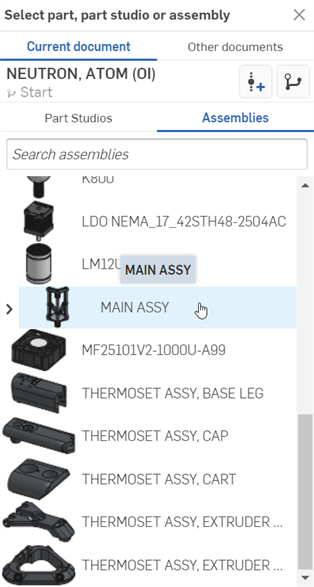 Select part, part studio or assembly
Current document
Other documents
NEUTRON, ATOM (OI)
Start
Part Studios
Assemblies
Search assemblies
K800
LDO NEMA_17_42STH48-2504AC
LM12U
MAIN ASSY
MAIN ASSY
MF25101V2-1000U-A99
THERMOSET ASSY, BASE LEG
THERMOSET ASSY, CAP
THERMOSET ASSY, CART
THERMOSET ASSY, EXTRUDER ...
THERMOSET ASSY, EXTRUDER ...